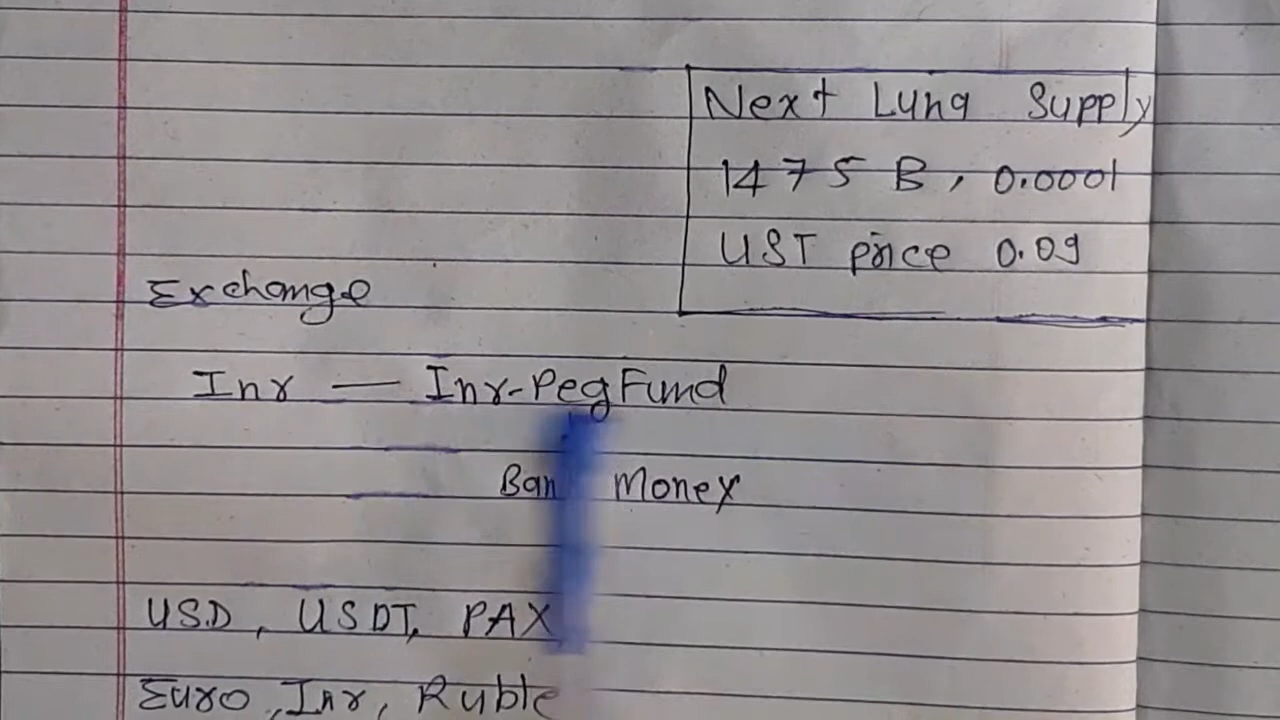 Next Lung Supply
1475 B, 0.0001
UST price 0.09
Exchange
Inr — Inr-Peg Fund
Ban Money
USD, USDT, PAX
Euro, Inr, Ruble